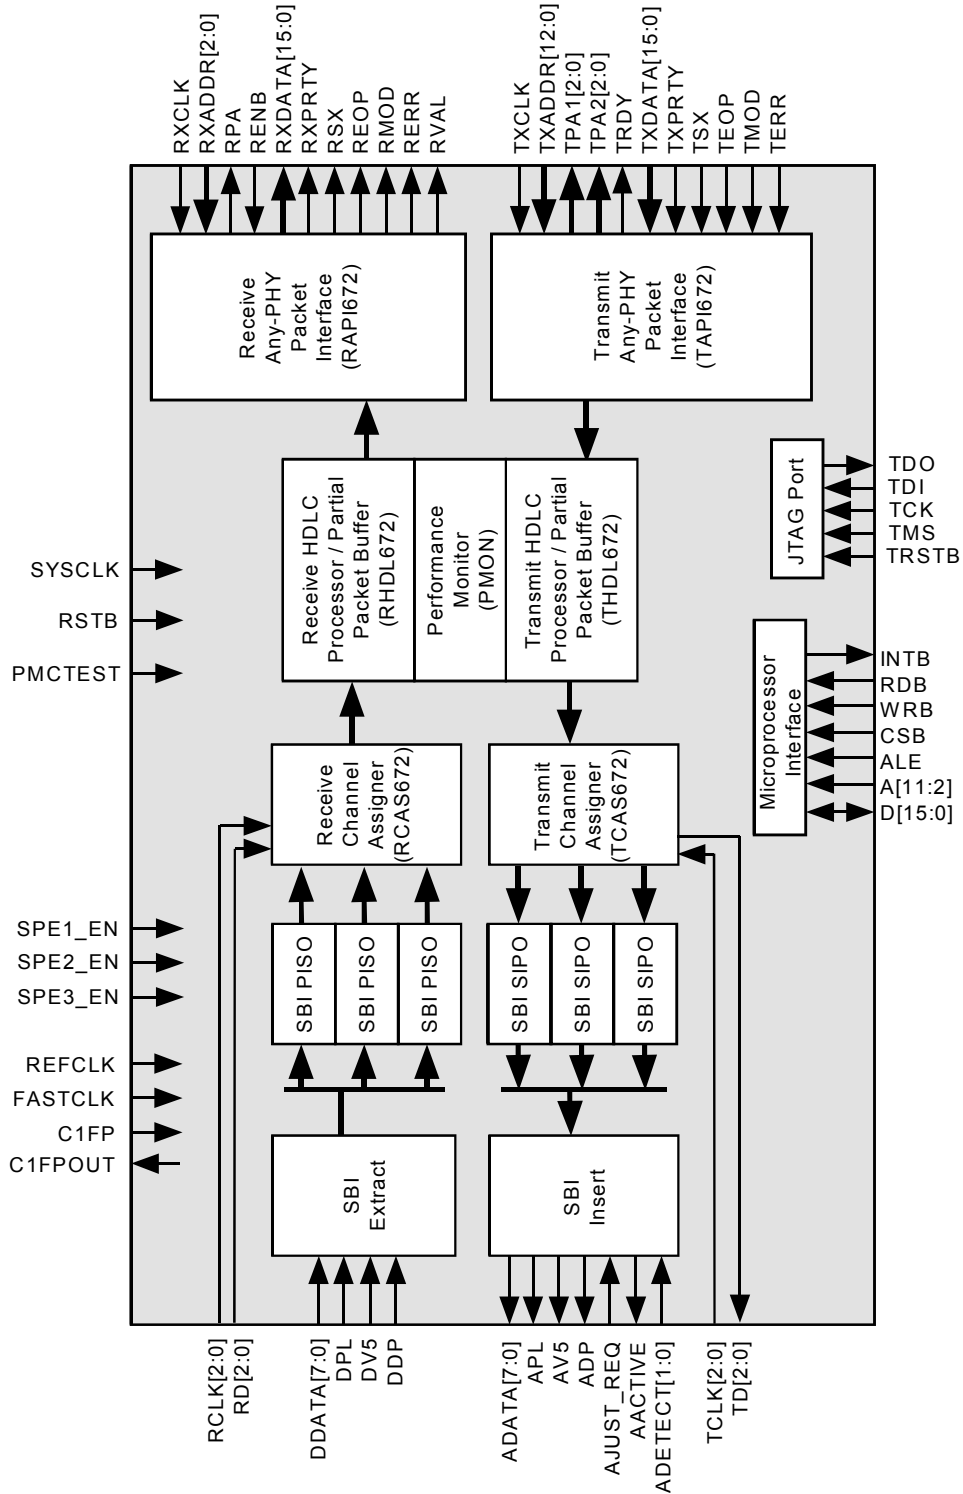 RXCLK
RXADDR[2:0]
RPA
RENB
RXDATA[15:0]
RXPRTY
RSX
REOP
RMOD
RERR
RVAL
TXCLK
TXADDR[12:0]
TPA1[2:0]
TPA2[2:0]
TRDY
TXDATA[15:0]
TXPRTY
TSX
TEOP
TMOD
TERR
Receive
Any-PHY
Packet
Interface
(RAPI672)
Transmit
Any-PHY
Packet
Interface
(TAPI672)
Receive HDLC
Processor / Partial
Packet Buffer
(RHDL672)
Performance
Monitor
(PMON)
Transmit HDLC
Processor / Partial
Packet Buffer
(THDL672)
JTAG Port
TDO
TDI
TCK
TMS
TRSTB
SYSCLK
RSTB
PMCTEST
Microprocessor
Interface
INTB
RDB
WRB
CSB
ALE
A[11:2]
D[15:0]
Receive
Channel
Assigner
(RCAS672)
Transmit
Channel
Assigner
(TCAS672)
SPE1_EN
SPE2_EN
SPE3_EN
SBI PISO
SBI PISO
SBI PISO
SBI SIPO
SBI SIPO
SBI SIPO
REFCLK
FASTCLK
C1FP
C1FPOUT
SBI
Extract
SBI
Insert
RCLK[2:0]
RD[2:0]
DDATA[7:0]
DPL
DV5
DDP
ADATA[7:0]
APL
AV5
ADP
AJUST_REQ
AACTIVE
ADETECT[1:0]
TCLK[2:0]
TD[2:0]